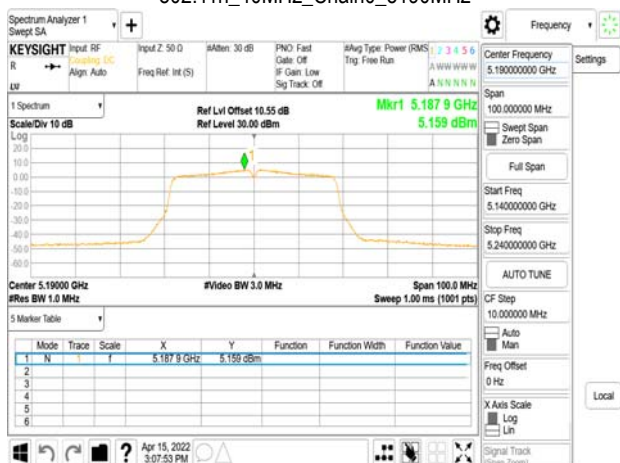 802.11n_40MHz_Chain0_5190MHz
Spectrum Analyzer 1
Swept SA
Frequency
KEYSIGHT
Input: RF
Coupling: DC
Align: Auto
Input Z: 50 Ω
Freq Ref: Int (S)
#Atten: 30 dB
PNO: Fast
Gate: Off
IF Gain: Low
Sig Track: Off
#Avg Type: Power (RMS
Trig: Free Run
1 2 3 4 5 6
A WW WW W
A N N N N N
R
LXI
1 Spectrum
Scale/Div 10 dB
Ref Lvl Offset 10.55 dB
Ref Level 30.00 dBm
Mkr1 5.187 9 GHz
5.159 dBm
Log
20.0
10.0
0.00
-10.0
-20.0
-30.0
-40.0
-50.0
-60.0
1
Center 5.19000 GHz
#Res BW 1.0 MHz
#Video BW 3.0 MHz
Span 100.0 MHz
Sweep 1.00 ms (1001 pts)
5 Marker Table
Mode Trace Scale X Y Function Function Width Function Value
1 N 1 f 5.187 9 GHz 5.159 dBm
2
3
4
5
6
Apr 15, 2022
3:07:53 PM
Center Frequency
5.190000000 GHz
Span
100.000000 MHz
Swept Span
Zero Span
Full Span
Start Freq
5.140000000 GHz
Stop Freq
5.240000000 GHz
AUTO TUNE
CF Step
10.000000 MHz
Auto
Man
Freq Offset
0 Hz
X Axis Scale
Log
Lin
Signal Track
(Span Zoom)
Settings
Local